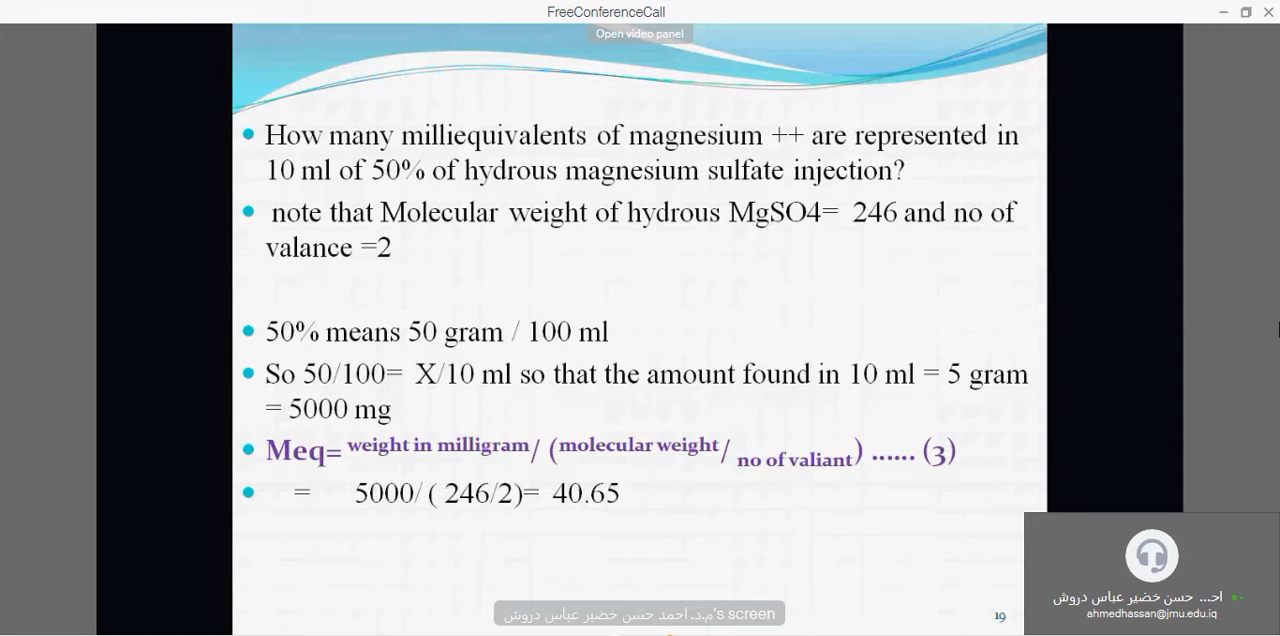 FreeConferenceCall
Open video panel
• How many milliequivalents of magnesium ++ are represented in
10 ml of 50% of hydrous magnesium sulfate injection?
• note that Molecular weight of hydrous MgSO4= 246 and no of
valance =2
• 50% means 50 gram / 100 ml
• So 50/100= X/10 ml so that the amount found in 10 ml = 5 gram
= 5000 mg
• Meq= weight in milligram/ (molecular weight/ no of valiant) ...... (3)
• = 5000/ ( 246/2)= 40.65
احـ... حسن خضير عباس دروش
ahmedhassan@jmu.edu.iq
م.د. احمد حسن خضير عباس دروش's screen
19